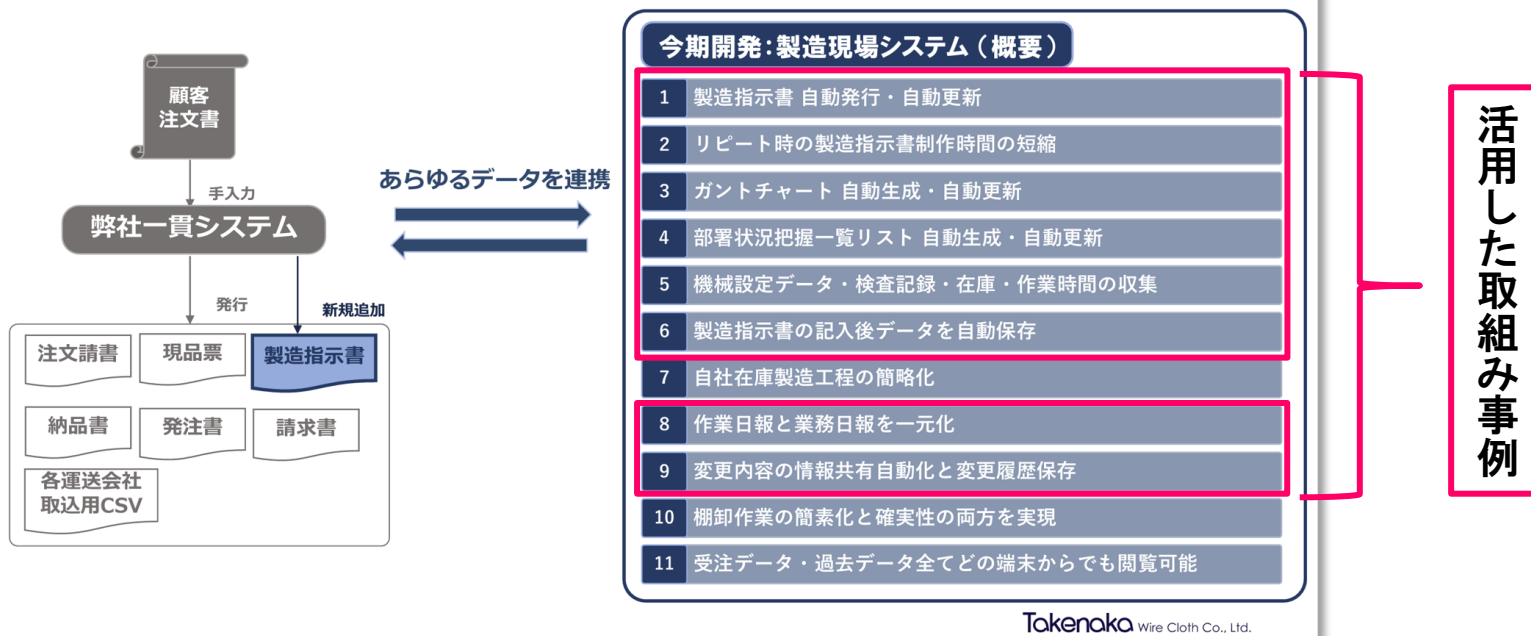 顧客
注文書
手入力
弊社一貫システム
発行
新規追加
注文請書
現品票
製造指示書
納品書
発注書
請求書
各運送会社
取込用CSV
あらゆるデータを連携
今期開発:製造現場システム(概要)
1 製造指示書 自動発行・自動更新
2 リピート時の製造指示書制作時間の短縮
3 ガントチャート 自動生成・自動更新
4 部署状況把握一覧リスト 自動生成・自動更新
5 機械設定データ・検査記録・在庫・作業時間の収集
6 製造指示書の記入後データを自動保存
7 自社在庫製造工程の簡略化
8 作業日報と業務日報を一元化
9 変更内容の情報共有自動化と変更履歴保存
10 棚卸作業の簡素化と確実性の両方を実現
11 受注データ・過去データ全てどの端末からでも閲覧可能
Takenaka Wire Cloth Co., Ltd.
活用した取組み事例